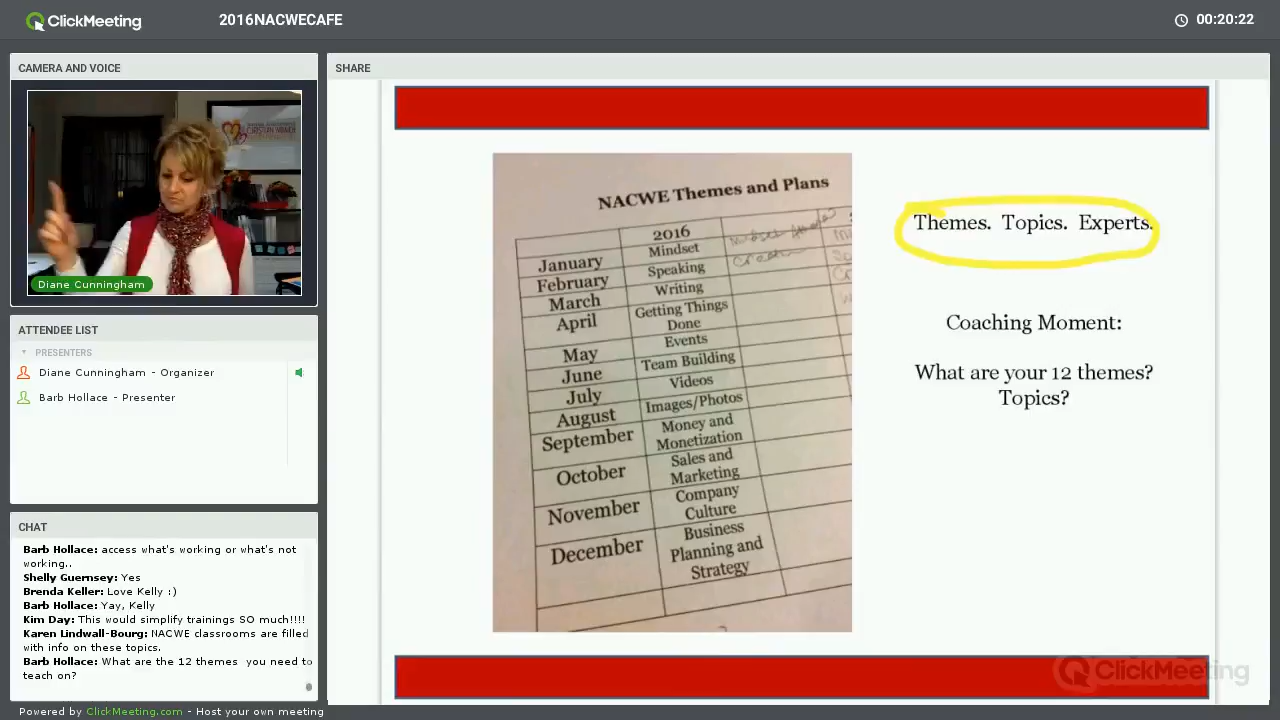 ClickMeeting
2016NACWECAFE
00:20:22
CAMERA AND VOICE
Diane Cunningham
ATTENDEE LIST
PRESENTERS
Diane Cunningham - Organizer
Barb Hollace - Presenter
CHAT
Barb Hollace: access what's working or what's not
working..
Shelly Guernsey: Yes
Brenda Keller: Love Kelly :)
Barb Hollace: Yay, Kelly
Kim Day: This would simplify trainings SO much!!!!
Karen Lindwall-Bourg: NACWE classrooms are filled
with info on these topics.
Barb Hollace: What are the 12 themes you need to
teach on?
Powered by ClickMeeting.com - Host your own meeting
SHARE
NACWE Themes and Plans
2016
January Mindset
February Speaking
March Writing
April Getting Things
Done
May Events
June Team Building
July Videos
August Images/Photos
September Money and
Monetization
October Sales and
Marketing
November Company
Culture
December Business
Planning and
Strategy
Themes. Topics. Experts.
Coaching Moment:
What are your 12 themes?
Topics?
ClickMeeting